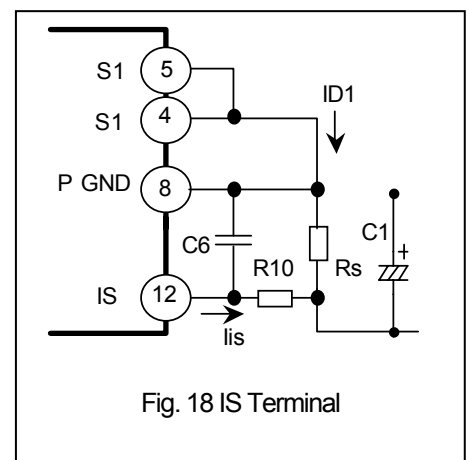 S1 5
ID1
S1 4
P GND 8
C6
C1
+
R10 Rs
IS 12
Iis
Fig. 18 IS Terminal